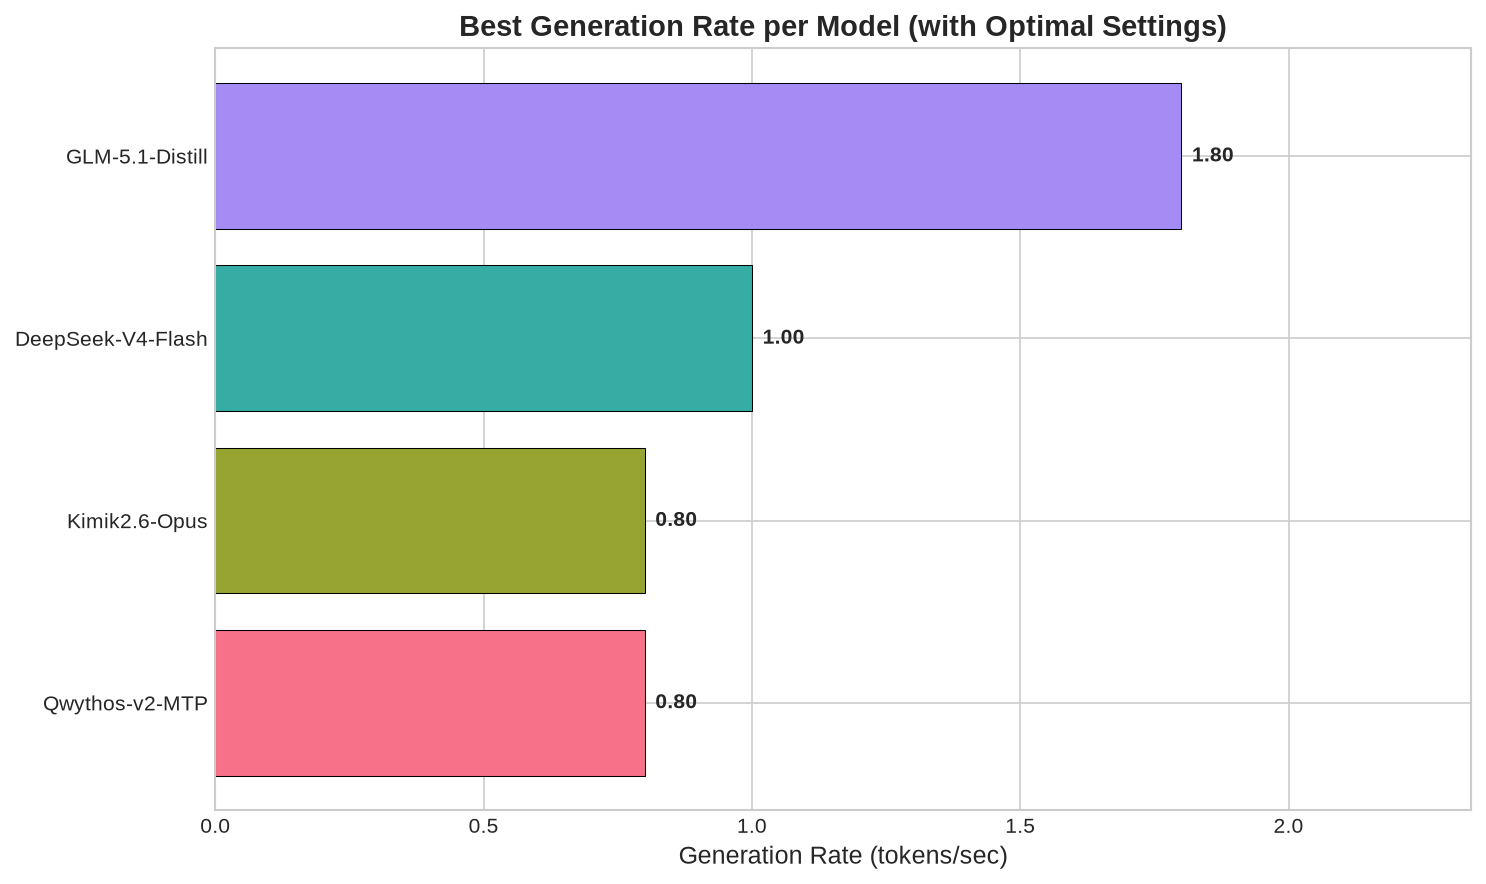 Best Generation Rate per Model (with Optimal Settings)
GLM-5.1-Distill
1.80
DeepSeek-V4-Flash
1.00
Kimik2.6-Opus
0.80
Qwythos-v2-MTP
0.80
0.0 0.5 1.0 1.5 2.0
Generation Rate (tokens/sec)